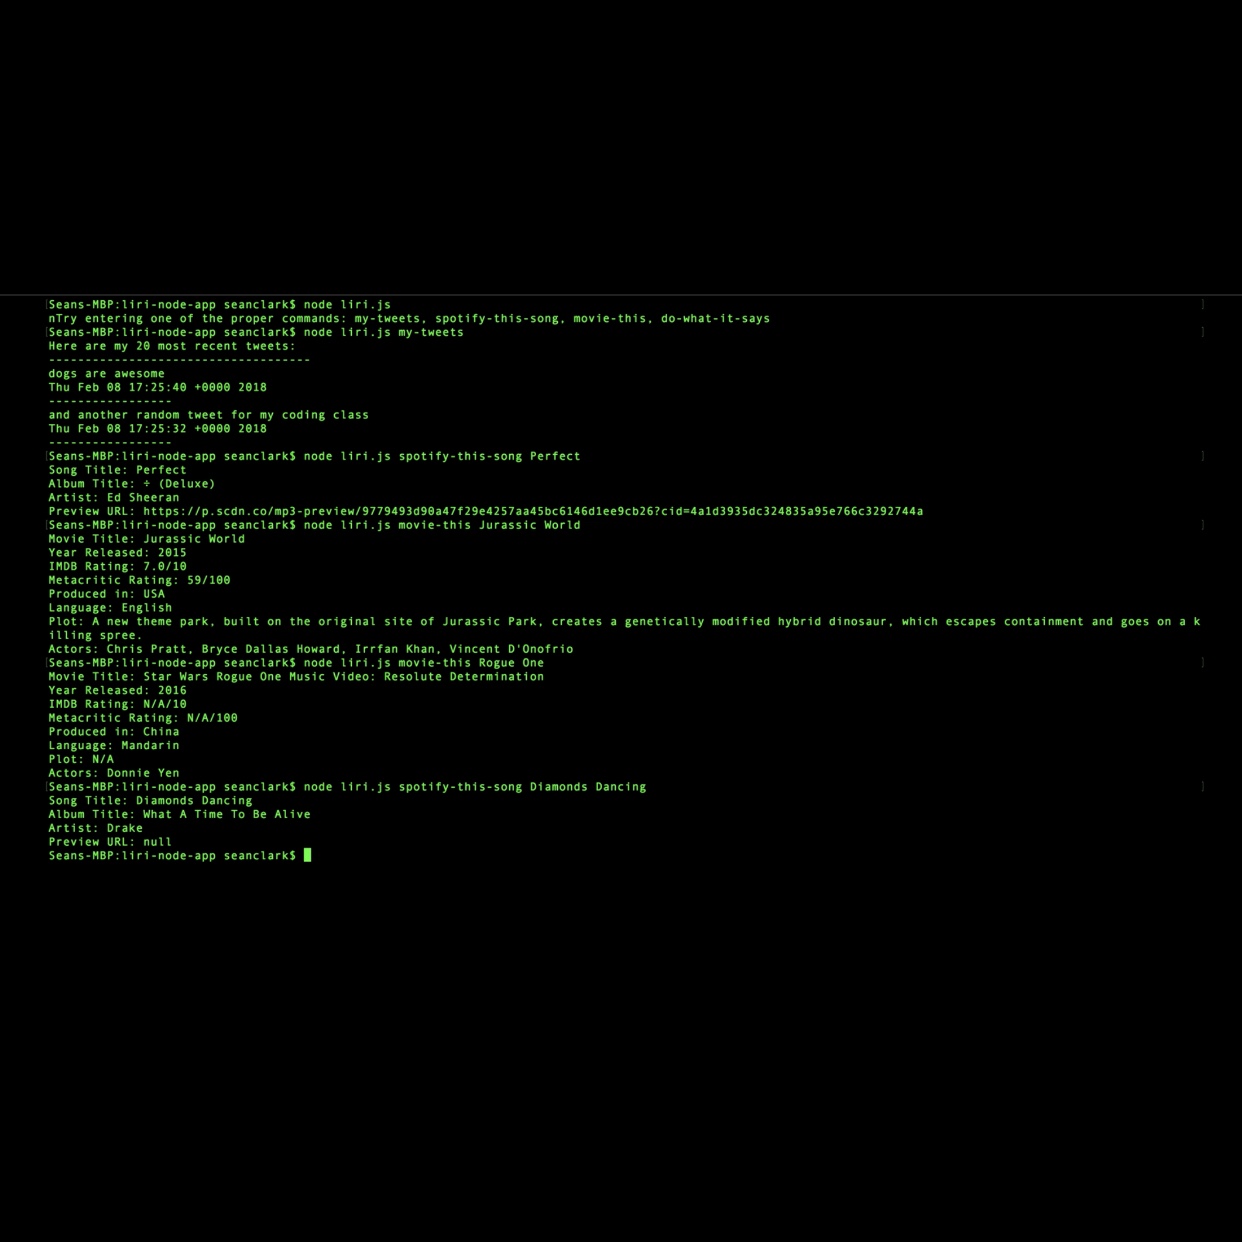 [Seans-MBP:liri-node-app seanclark$ node liri.js ]
nTry entering one of the proper commands: my-tweets, spotify-this-song, movie-this, do-what-it-says
[Seans-MBP:liri-node-app seanclark$ node liri.js my-tweets ]
Here are my 20 most recent tweets:
------------------------------------
dogs are awesome
Thu Feb 08 17:25:40 +0000 2018
-----------------
and another random tweet for my coding class
Thu Feb 08 17:25:32 +0000 2018
-----------------
[Seans-MBP:liri-node-app seanclark$ node liri.js spotify-this-song Perfect ]
Song Title: Perfect
Album Title: ÷ (Deluxe)
Artist: Ed Sheeran
Preview URL: https://p.scdn.co/mp3-preview/9779493d90a47f29e4257aa45bc6146d1ee9cb26?cid=4a1d3935dc324835a95e766c3292744a
[Seans-MBP:liri-node-app seanclark$ node liri.js movie-this Jurassic World ]
Movie Title: Jurassic World
Year Released: 2015
IMDB Rating: 7.0/10
Metacritic Rating: 59/100
Produced in: USA
Language: English
Plot: A new theme park, built on the original site of Jurassic Park, creates a genetically modified hybrid dinosaur, which escapes containment and goes on a k
illing spree.
Actors: Chris Pratt, Bryce Dallas Howard, Irrfan Khan, Vincent D'Onofrio
[Seans-MBP:liri-node-app seanclark$ node liri.js movie-this Rogue One ]
Movie Title: Star Wars Rogue One Music Video: Resolute Determination
Year Released: 2016
IMDB Rating: N/A/10
Metacritic Rating: N/A/100
Produced in: China
Language: Mandarin
Plot: N/A
Actors: Donnie Yen
[Seans-MBP:liri-node-app seanclark$ node liri.js spotify-this-song Diamonds Dancing ]
Song Title: Diamonds Dancing
Album Title: What A Time To Be Alive
Artist: Drake
Preview URL: null
Seans-MBP:liri-node-app seanclark$